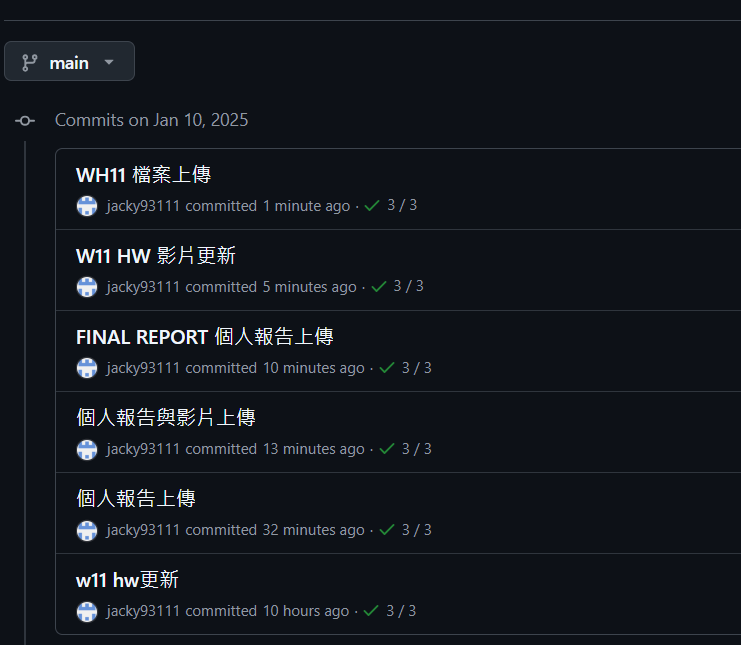 main
Commits on Jan 10, 2025
WH11 檔案上傳
jacky93111 committed 1 minute ago · 3 / 3
W11 HW 影片更新
jacky93111 committed 5 minutes ago · 3 / 3
FINAL REPORT 個人報告上傳
jacky93111 committed 10 minutes ago · 3 / 3
個人報告與影片上傳
jacky93111 committed 13 minutes ago · 3 / 3
個人報告上傳
jacky93111 committed 32 minutes ago · 3 / 3
w11 hw更新
jacky93111 committed 10 hours ago · 3 / 3